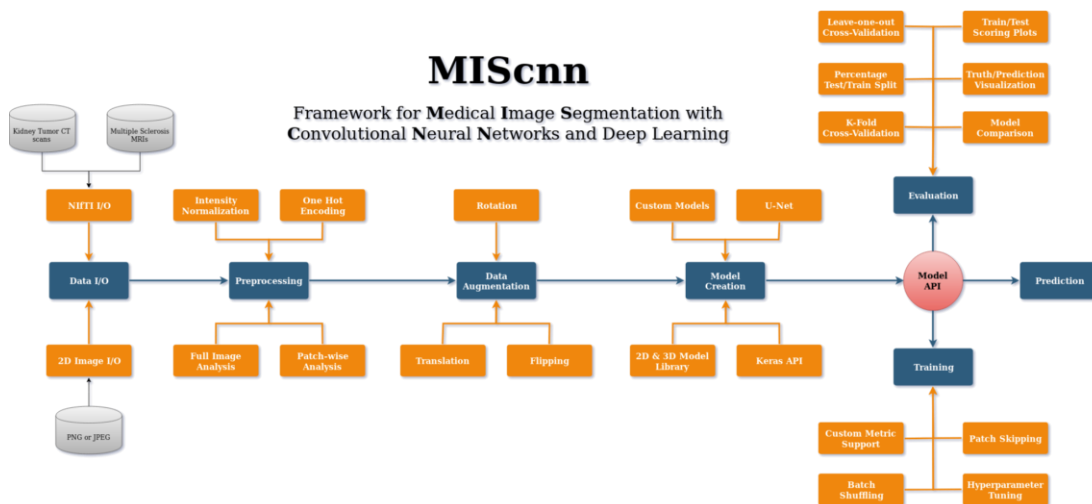 MIScnn
Framework for Medical Image Segmentation with
Convolutional Neural Networks and Deep Learning
Kidney Tumor CT
scans
Multiple Sclerosis
MRIs
NIfTI I/O
Data I/O
2D Image I/O
PNG or JPEG
Intensity
Normalization
One Hot
Encoding
Preprocessing
Full Image
Analysis
Patch-wise
Analysis
Rotation
Data
Augmentation
Translation
Flipping
Custom Models
U-Net
Model
Creation
2D & 3D Model
Library
Keras API
Leave-one-out
Cross-Validation
Train/Test
Scoring Plots
Percentage
Test/Train Split
Truth/Prediction
Visualization
K-Fold
Cross-Validation
Model
Comparison
Evaluation
Model
API
Prediction
Training
Custom Metric
Support
Patch Skipping
Batch
Shuffling
Hyperparameter
Tuning